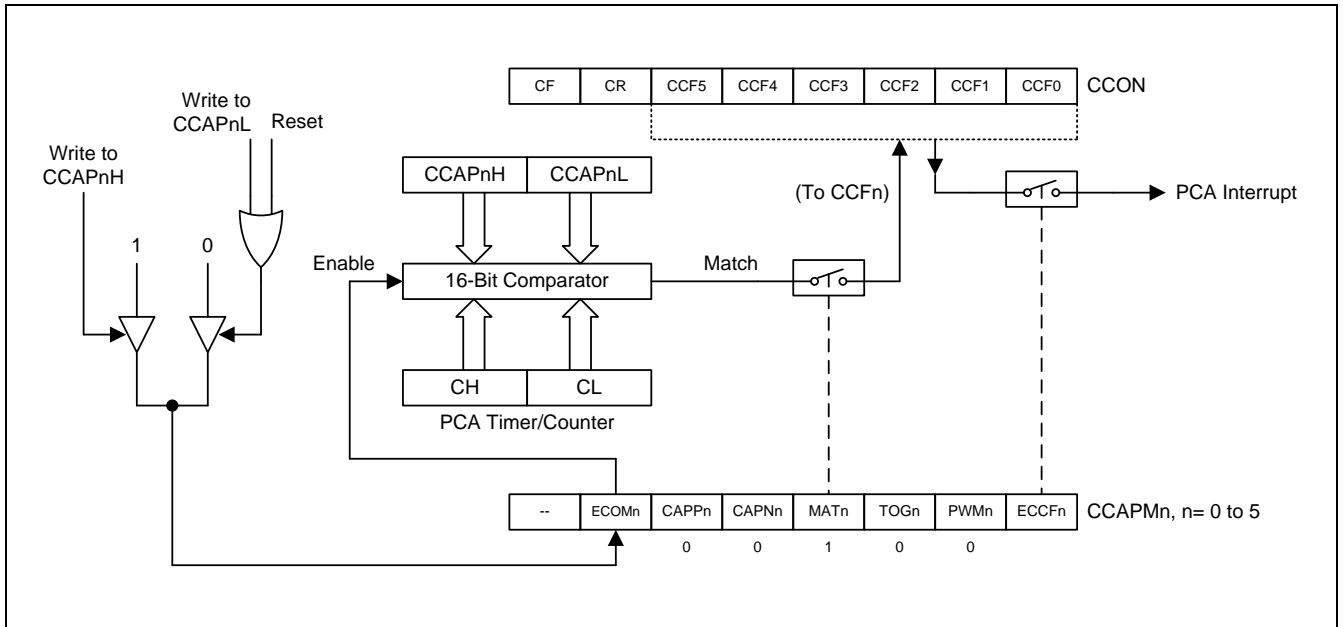 CF CR CCF5 CCF4 CCF3 CCF2 CCF1 CCF0 CCON
Write to
CCAPnL
Reset
Write to
CCAPnH
CCAPnH CCAPnL
(To CCFn)
PCA Interrupt
1 0
Enable
16-Bit Comparator
Match
CH CL
PCA Timer/Counter
-- ECOMn CAPPn CAPNn MATn TOGn PWMn ECCFn CCAPMn, n= 0 to 5
0 0 1 0 0